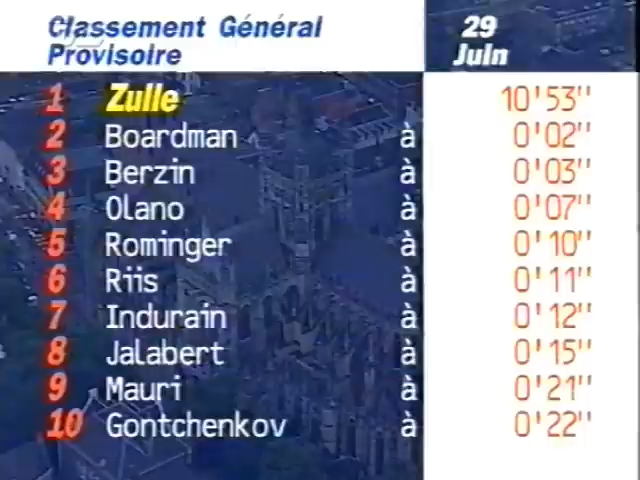 Classement Général 29
Provisoire Juin
1 Zulle 10'53''
2 Boardman à 0'02''
3 Berzin à 0'03''
4 Olano à 0'07''
5 Rominger à 0'10''
6 Riis à 0'11''
7 Indurain à 0'12''
8 Jalabert à 0'15''
9 Mauri à 0'21''
10 Gontchenkov à 0'22''